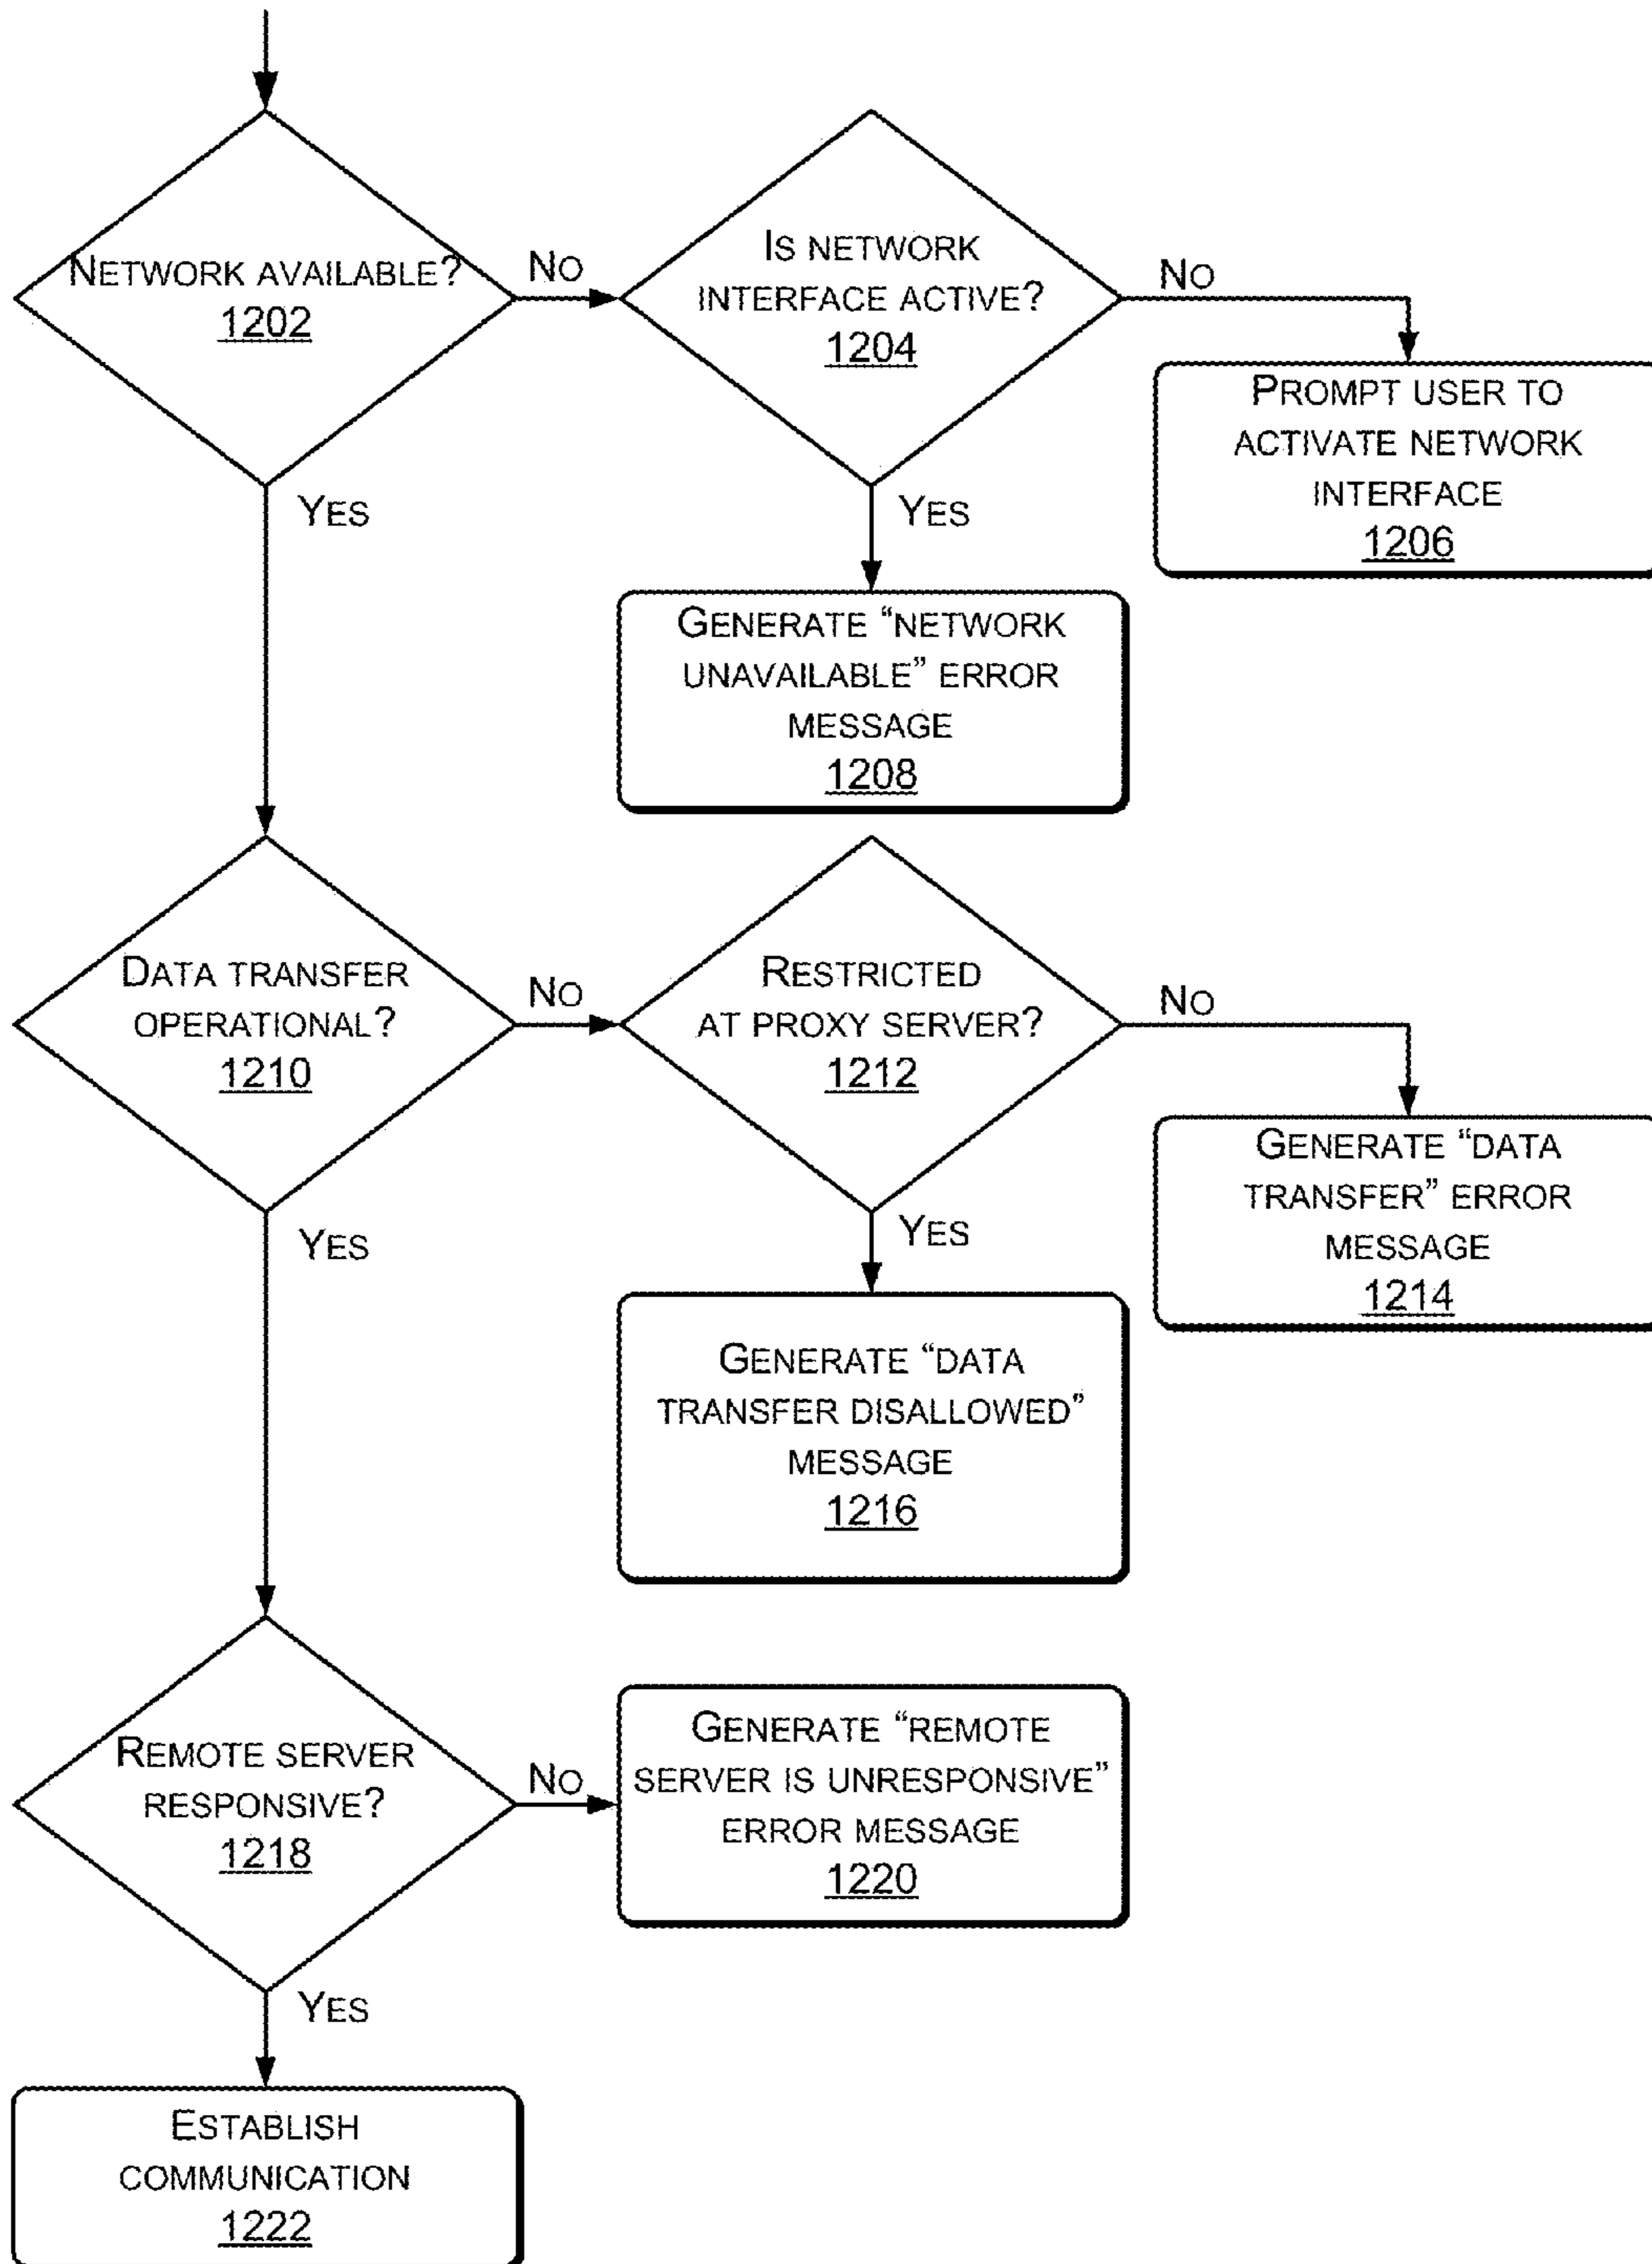 NETWORK AVAILABLE?
1202
NO
IS NETWORK
INTERFACE ACTIVE?
1204
NO
PROMPT USER TO
ACTIVATE NETWORK
INTERFACE
1206
YES
YES
GENERATE “NETWORK
UNAVAILABLE” ERROR
MESSAGE
1208
DATA TRANSFER
OPERATIONAL?
1210
NO
RESTRICTED
AT PROXY SERVER?
1212
NO
GENERATE “DATA
TRANSFER” ERROR
MESSAGE
1214
YES
YES
GENERATE “DATA
TRANSFER DISALLOWED”
MESSAGE
1216
REMOTE SERVER
RESPONSIVE?
1218
NO
GENERATE “REMOTE
SERVER IS UNRESPONSIVE”
ERROR MESSAGE
1220
YES
ESTABLISH
COMMUNICATION
1222